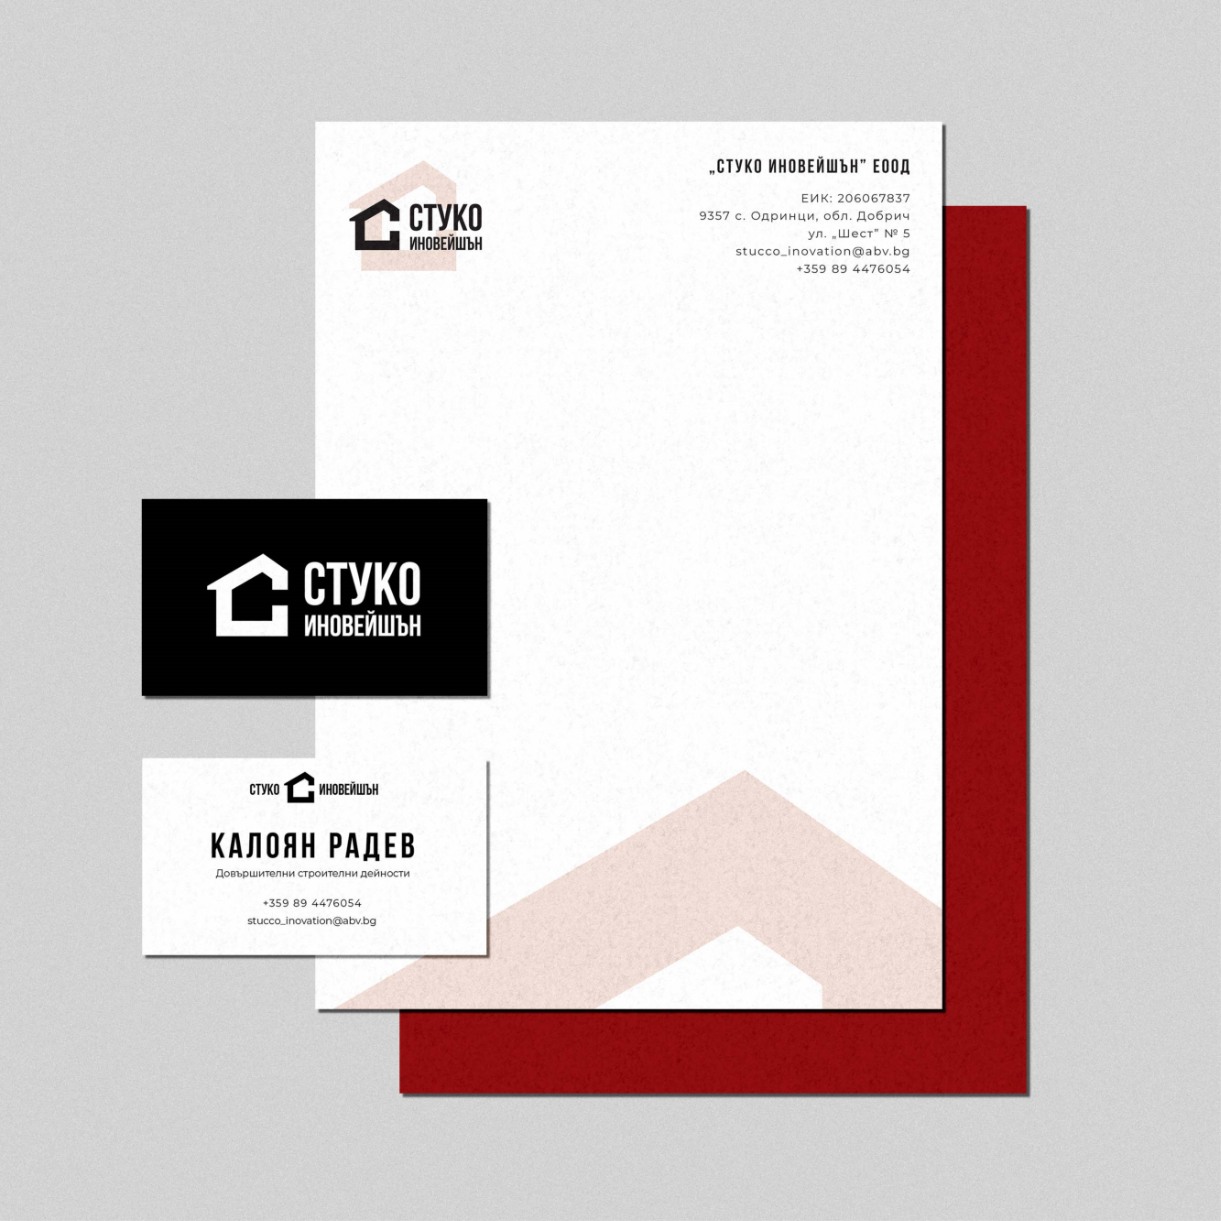 СТУКО
ИНОВЕЙШЪН
„СТУКО ИНОВЕЙШЪН” ЕООД
ЕИК: 206067837
9357 с. Одринци, обл. Добрич
ул. „Шест” № 5
stucco_inovation@abv.bg
+359 89 4476054
СТУКО
ИНОВЕЙШЪН
СТУКО ИНОВЕЙШЪН
КАЛОЯН РАДЕВ
Довършителни строителни дейности
+359 89 4476054
stucco_inovation@abv.bg